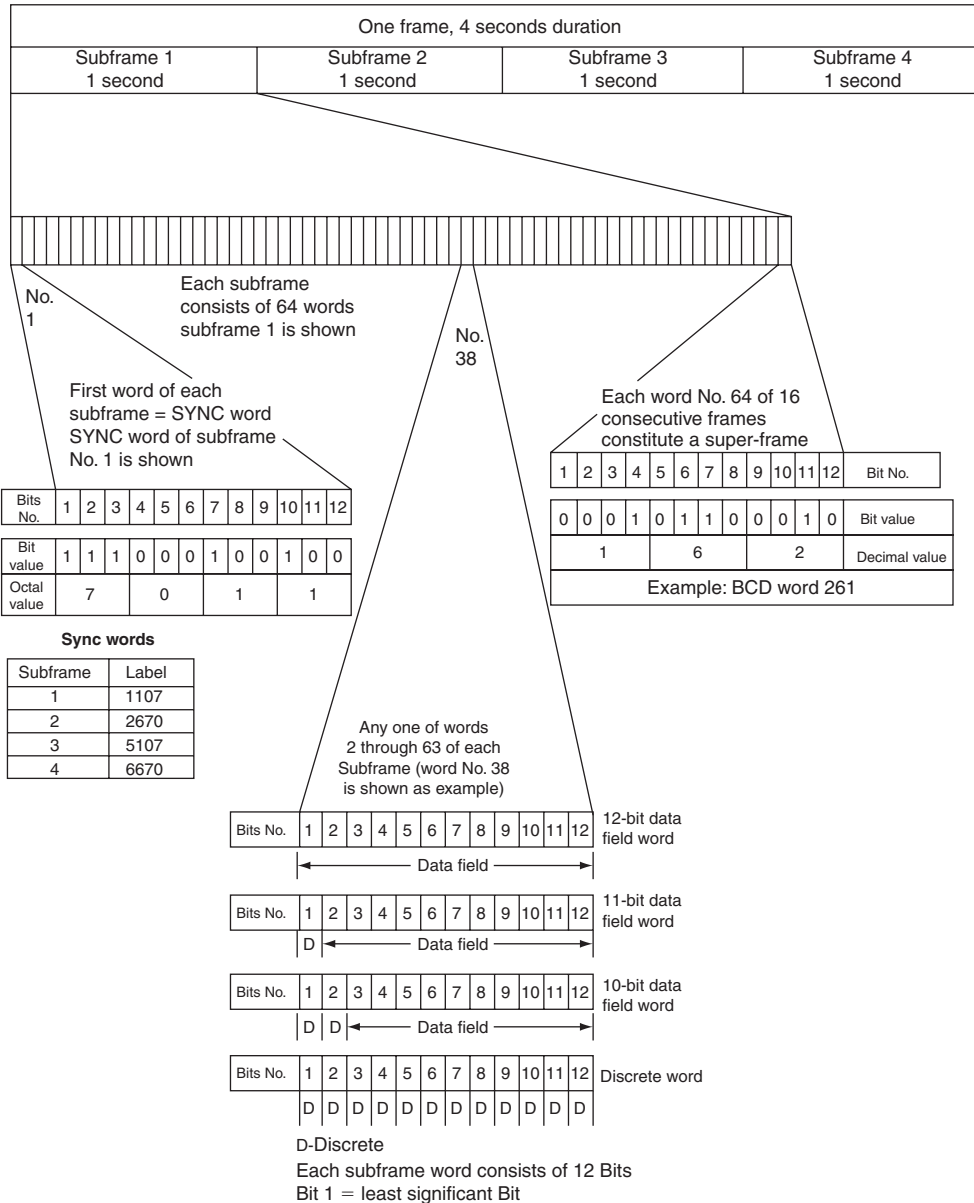 One frame, 4 seconds duration
Subframe 1
1 second
Subframe 2
1 second
Subframe 3
1 second
Subframe 4
1 second
No.
1
Each subframe
consists of 64 words
subframe 1 is shown
No.
38
First word of each
subframe = SYNC word
SYNC word of subframe
No. 1 is shown
Each word No. 64 of 16
consecutive frames
constitute a super-frame
Bits No. 1 2 3 4 5 6 7 8 9 10 11 12
Bit value 1 1 1 0 0 0 1 0 0 1 0 0
Octal value 7 0 1 1
1 2 3 4 5 6 7 8 9 10 11 12 Bit No.
0 0 0 1 0 1 1 0 0 0 1 0 Bit value
1 6 2 Decimal value
Example: BCD word 261
Sync words
Subframe Label
1 1107
2 2670
3 5107
4 6670
Any one of words
2 through 63 of each
Subframe (word No. 38
is shown as example)
Bits No. 1 2 3 4 5 6 7 8 9 10 11 12
12-bit data
field word
Data field
Bits No. 1 2 3 4 5 6 7 8 9 10 11 12
11-bit data
field word
D Data field
Bits No. 1 2 3 4 5 6 7 8 9 10 11 12
10-bit data
field word
D D Data field
Bits No. 1 2 3 4 5 6 7 8 9 10 11 12 Discrete word
D D D D D D D D D D D D
D-Discrete
Each subframe word consists of 12 Bits
Bit 1 = least significant Bit